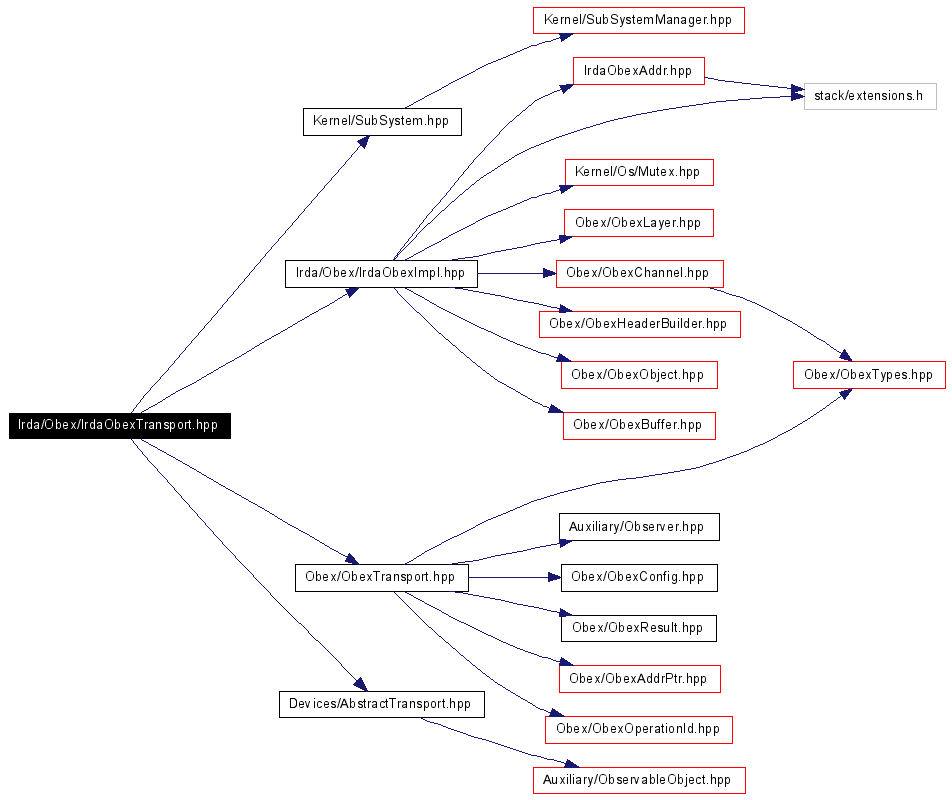 Kernel/SubSystemManager.hpp
IrdaObexAddr.hpp
stack/extensions.h
Kernel/SubSystem.hpp
Kernel/Os/Mutex.hpp
Obex/ObexLayer.hpp
Irda/Obex/IrdaObexImpl.hpp
Obex/ObexChannel.hpp
Obex/ObexHeaderBuilder.hpp
Obex/ObexObject.hpp
Obex/ObexTypes.hpp
Irda/Obex/IrdaObexTransport.hpp
Obex/ObexBuffer.hpp
Auxiliary/Observer.hpp
Obex/ObexTransport.hpp
Obex/ObexConfig.hpp
Obex/ObexResult.hpp
Obex/ObexAddrPtr.hpp
Devices/AbstractTransport.hpp
Obex/ObexOperationId.hpp
Auxiliary/ObservableObject.hpp